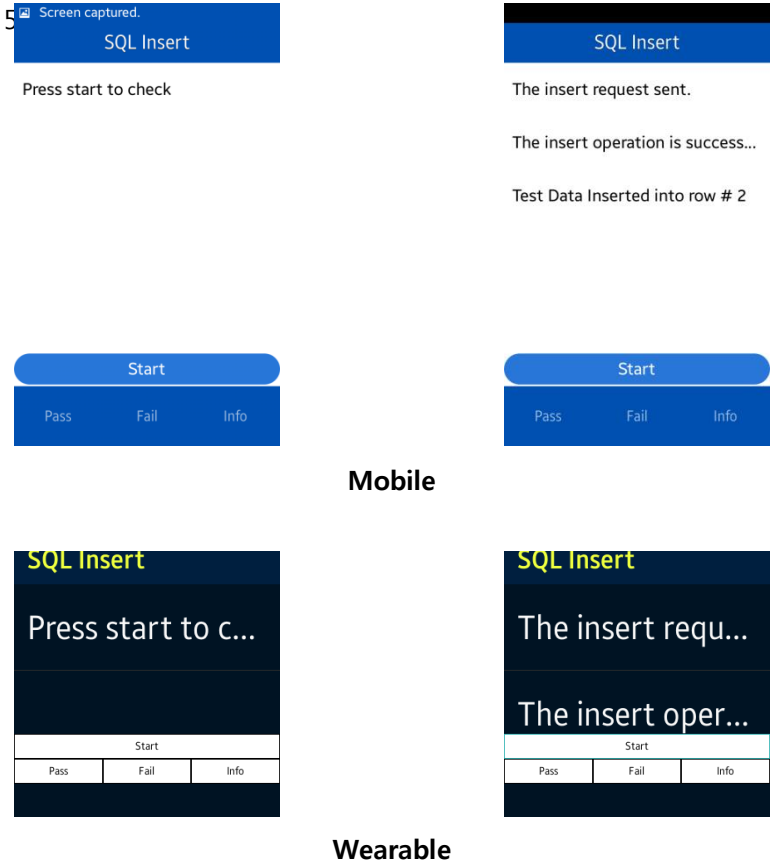 5
Screen captured.
SQL Insert
Press start to check
Start
Pass Fail Info
SQL Insert
The insert request sent.
The insert operation is success...
Test Data Inserted into row # 2
Start
Pass Fail Info
Mobile
SQL Insert
Press start to c...
Start
Pass Fail Info
SQL Insert
The insert requ...
The insert oper...
Start
Pass Fail Info
Wearable